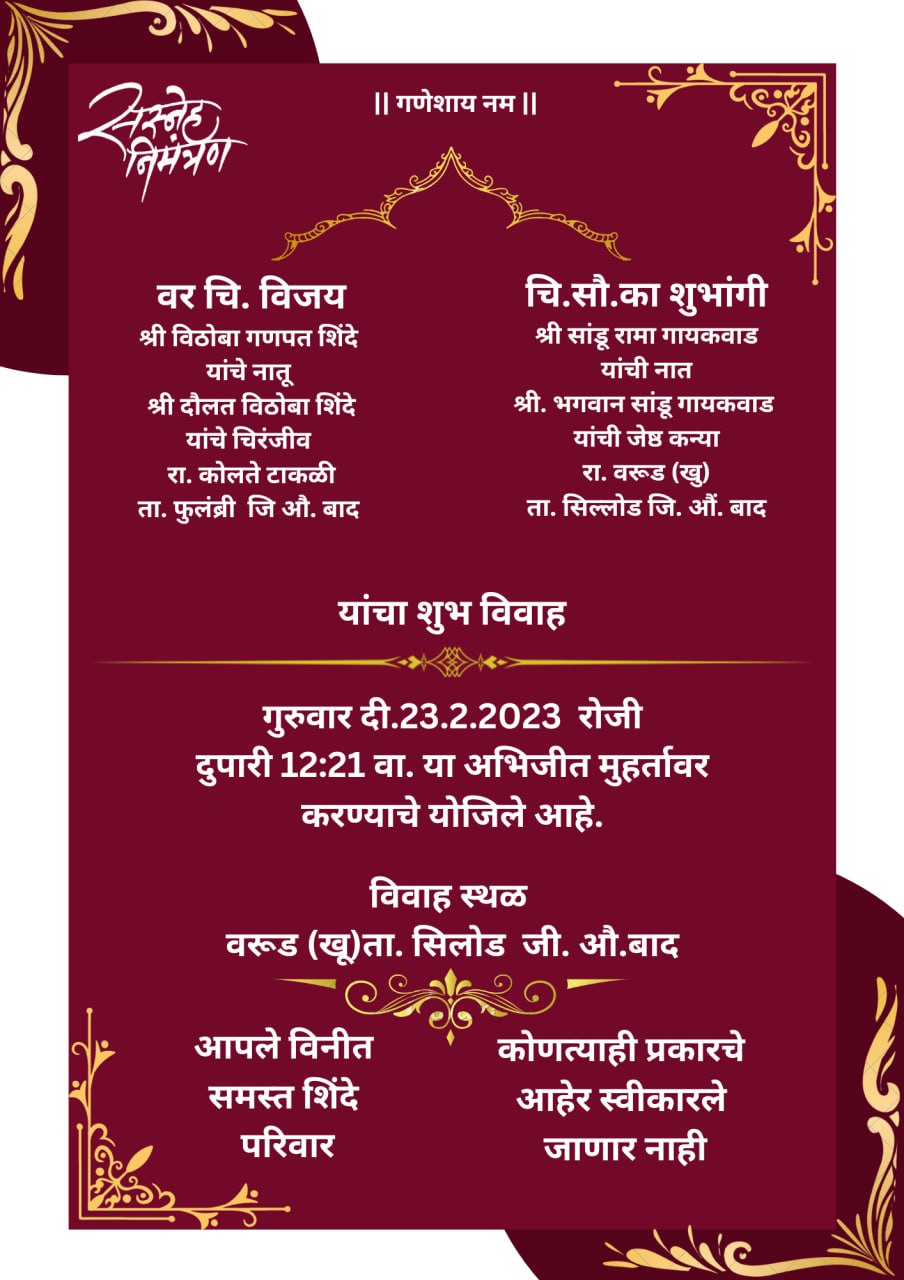 सस्नेह
निमंत्रण
|| गणेशाय नम ||
वर चि. विजय
श्री विठोबा गणपत शिंदे
यांचे नातू
श्री दौलत विठोबा शिंदे
यांचे चिरंजीव
रा. कोलते टाकळी
ता. फुलंब्री जि औ. बाद
चि.सौ.का शुभांगी
श्री सांडू रामा गायकवाड
यांची नात
श्री. भगवान सांडू गायकवाड
यांची जेष्ठ कन्या
रा. वरूड (खु)
ता. सिल्लोड जि. औं. बाद
यांचा शुभ विवाह
गुरुवार दी.23.2.2023 रोजी
दुपारी 12:21 वा. या अभिजीत मुहर्तावर
करण्याचे योजिले आहे.
विवाह स्थळ
वरूड (खू)ता. सिलोड जी. औ.बाद
आपले विनीत
समस्त शिंदे
परिवार
कोणत्याही प्रकारचे
आहेर स्वीकारले
जाणार नाही